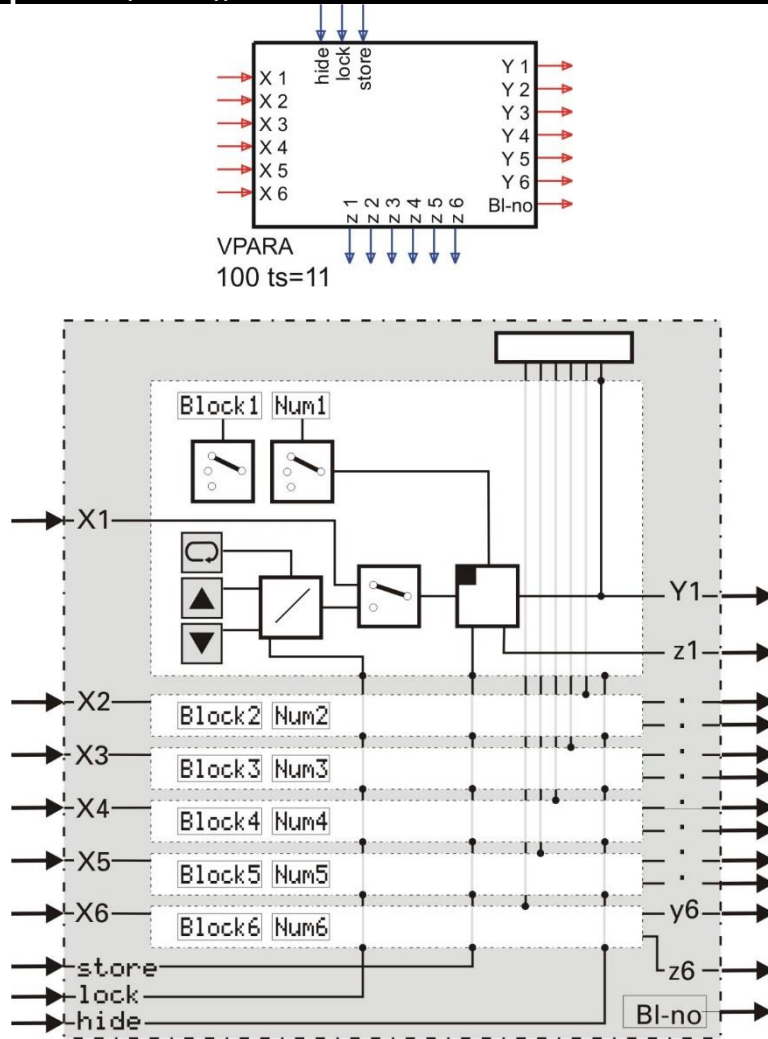 hide lock store
X 1 Y 1
X 2 Y 2
X 3 Y 3
X 4 Y 4
X 5 Y 5
X 6 Y 6
Bl-no
z 1 z 2 z 3 z 4 z 5 z 6
VPARA
100 ts=11
Block1 Num1
X1
Y1
z1
X2
Block2 Num2
X3
Block3 Num3
X4
Block4 Num4
X5
Block5 Num5
X6 y6
Block6 Num6
store z6
lock
hide Bl-no